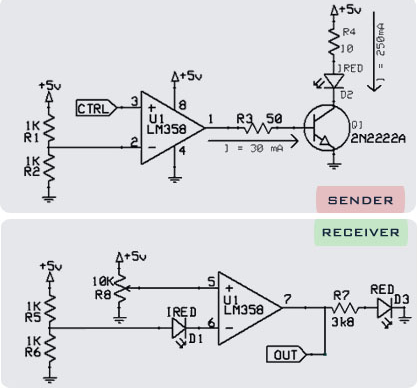 +5v
R4
10
I = 250mA
IRED
D2
+5v
+5v
CTRL
3
8
U1
LM358
1
R3 50
Q1
2N2222A
1K
R1
2
4
I = 30 mA
1K
R2
SENDER
RECEIVER
+5v
+5v
10K
R8
5
U1
LM358
7
1K
R5
IRED
D1
6
R7
3k8
RED
D3
1K
R6
OUT